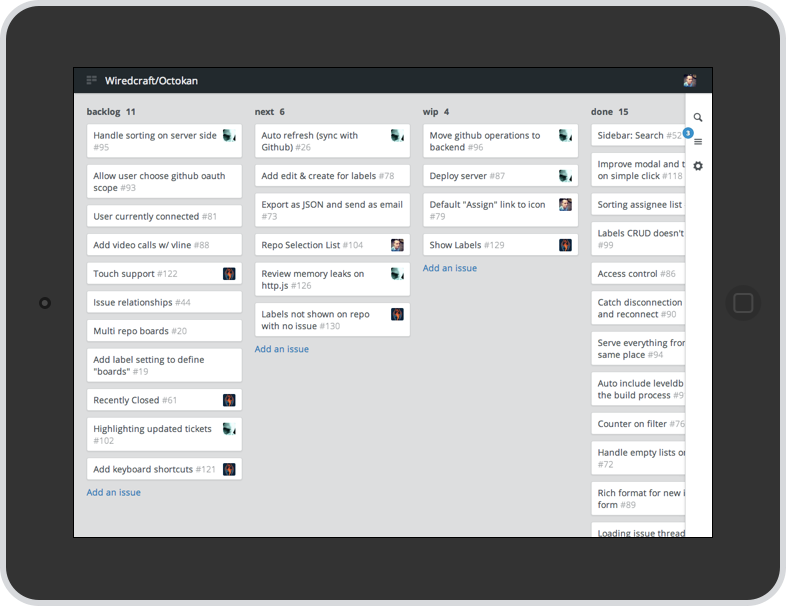 Wiredcraft/Octokan
backlog 11
Handle sorting on server side
#95
Allow user choose github oauth
scope #93
User currently connected #81
Add video calls w/ vline #88
Touch support #122
Issue relationships #44
Multi repo boards #20
Add label setting to define
"boards" #19
Recently Closed #61
Highlighting updated tickets
#102
Add keyboard shortcuts #121
Add an issue
next 6
Auto refresh (sync with
Github) #26
Add edit & create for labels #78
Export as JSON and send as email
#73
Repo Selection List #104
Review memory leaks on
http.js #126
Labels not shown on repo
with no issue #130
Add an issue
wip 4
Move github operations to
backend #96
Deploy server #87
Default "Assign" link to icon
#79
Show Labels #129
Add an issue
done 15
Sidebar: Search #52
Improve modal and
on simple click #118
Sorting assignee list
Labels CRUD doesn't
#99
Access control #86
Catch disconnection
and reconnect #90
Serve everything from
same place #94
Auto include leveldb
the build process
Counter on filter #76
Handle empty lists
#72
Rich format for new
form #89
Loading issue thread
3